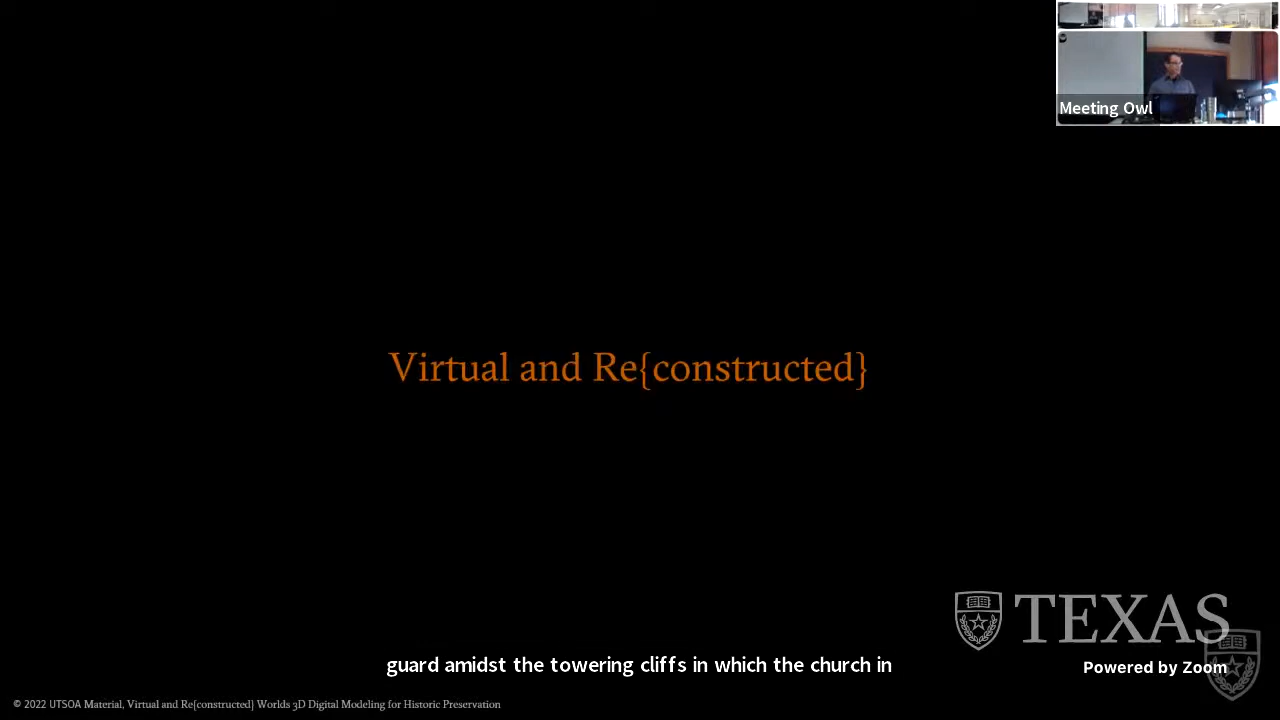 Meeting Owl
Virtual and Re{constructed}
TEXAS
guard amidst the towering cliffs in which the church in
Powered by Zoom
© 2022 UTSOA Material, Virtual and Re{constructed} Worlds 3D Digital Modeling for Historic Preservation